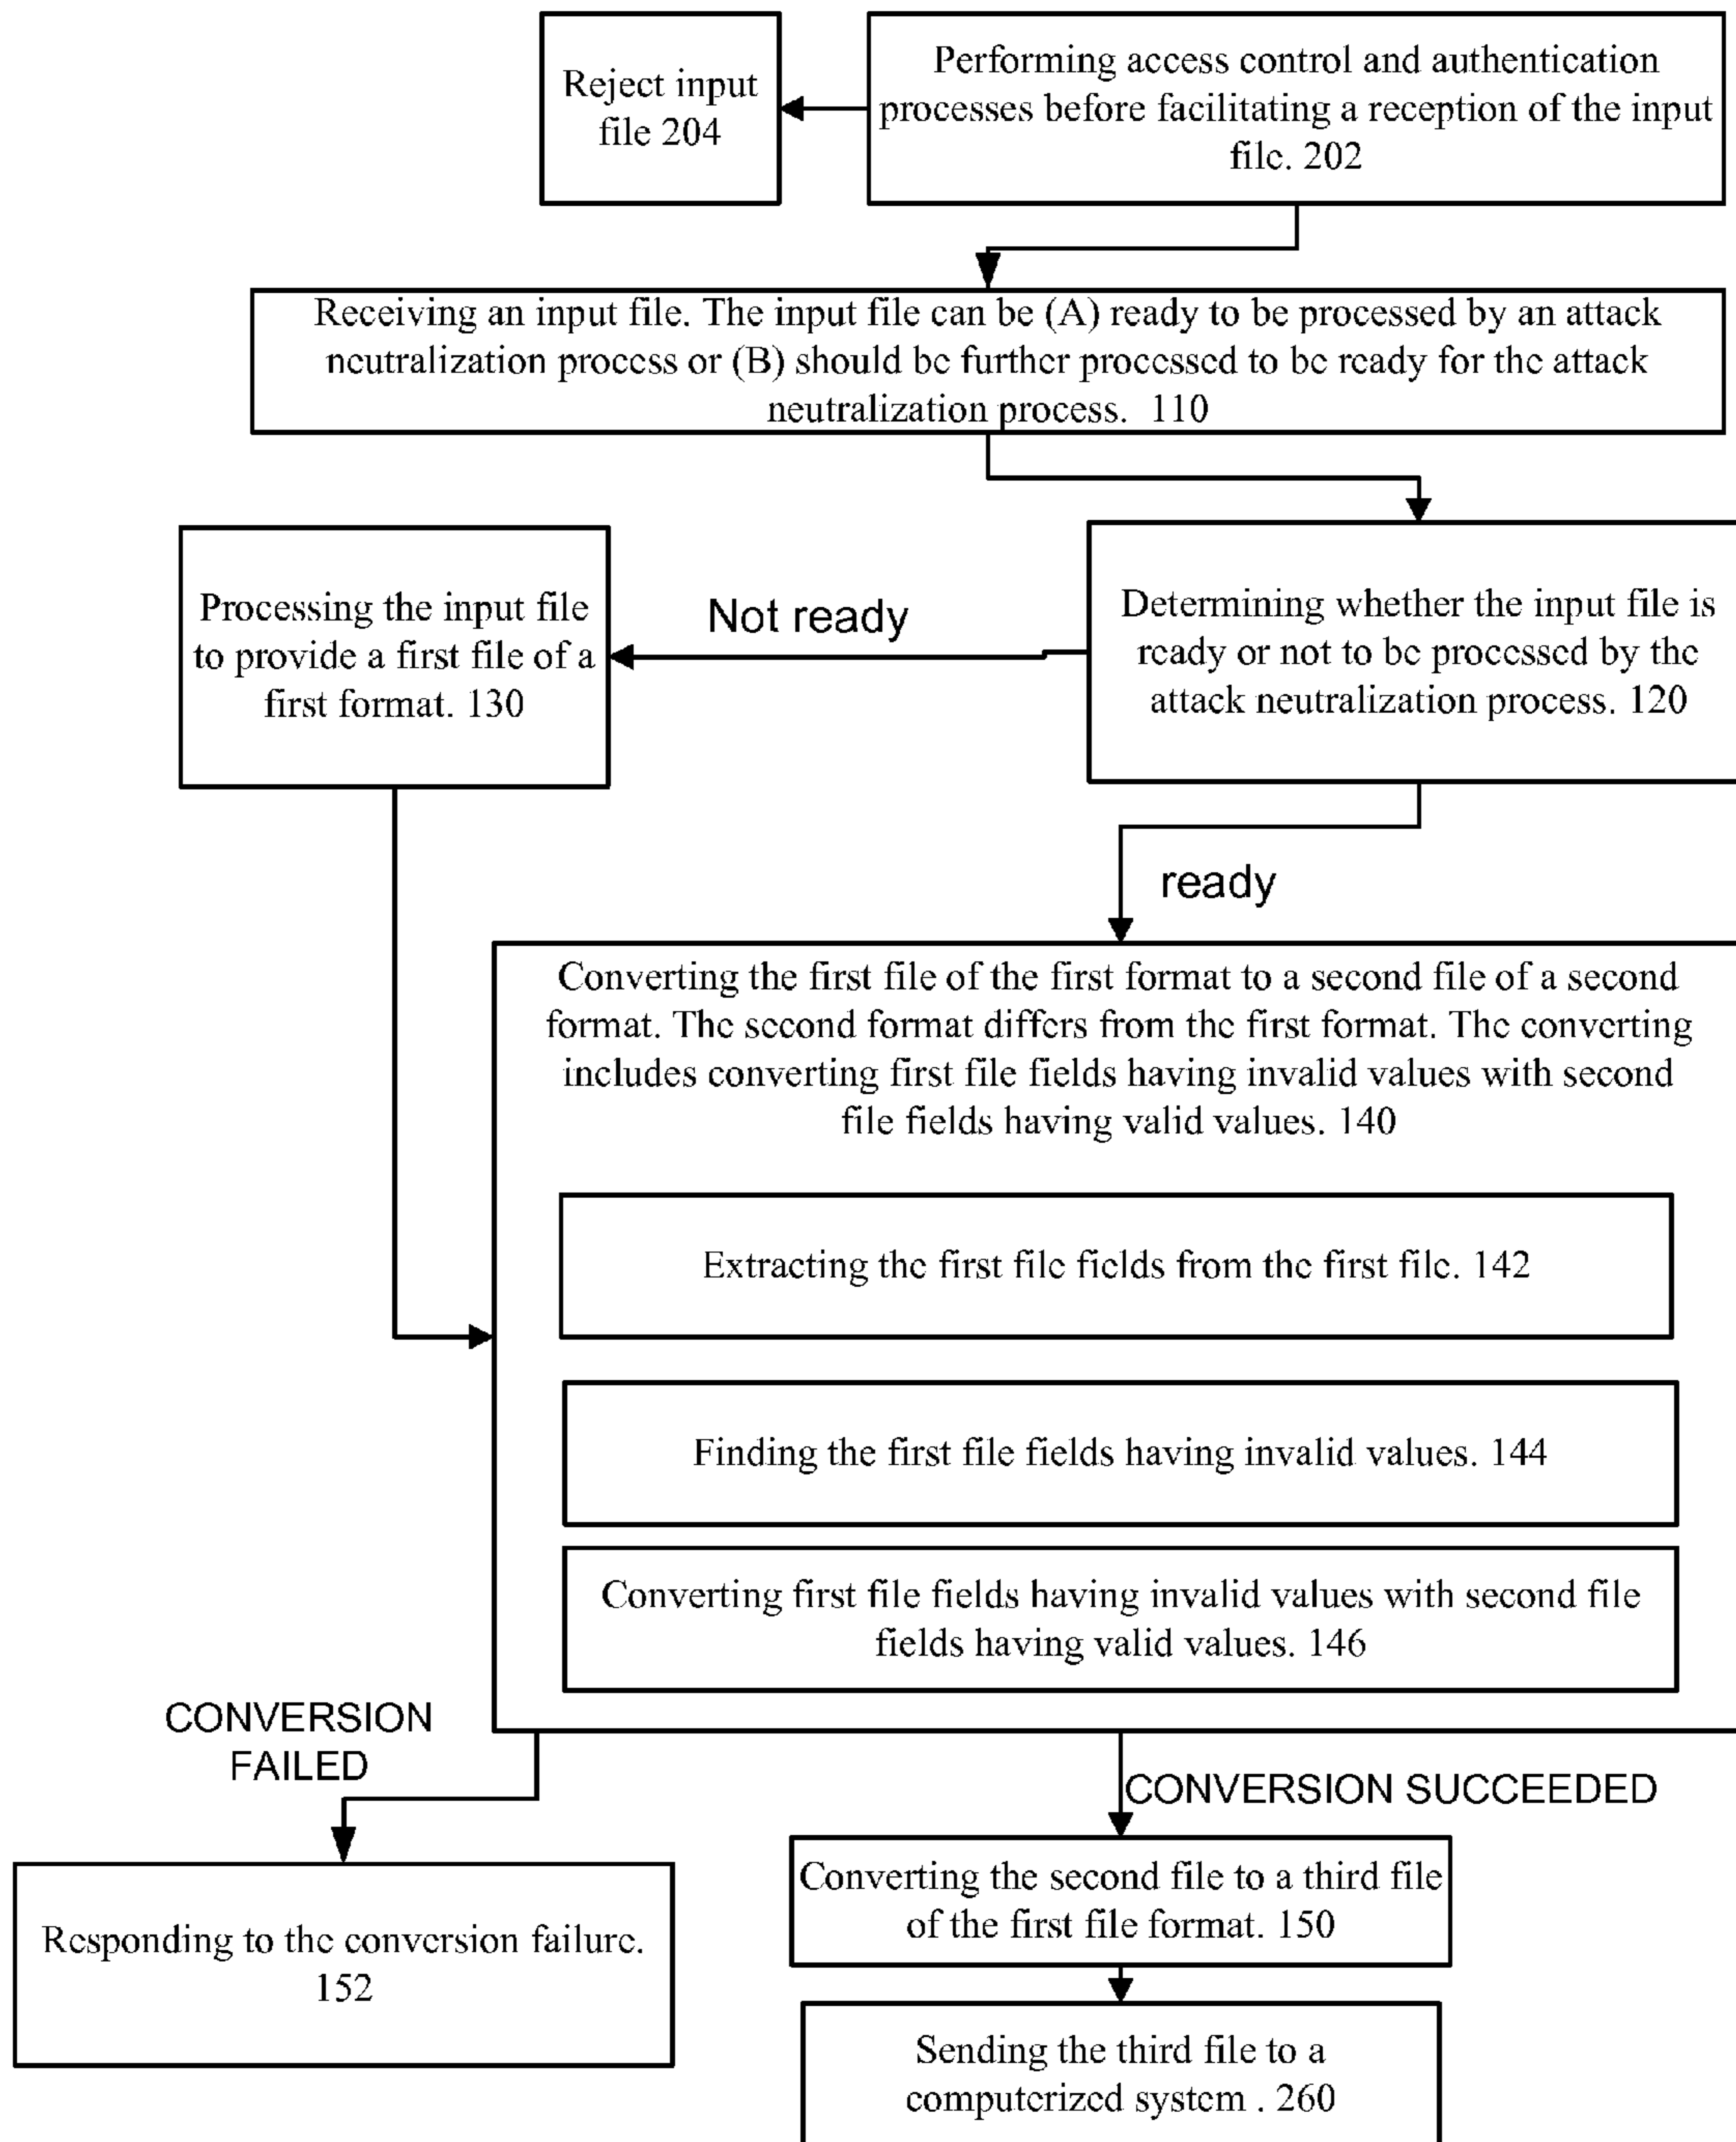 Reject input
file 204
Performing access control and authentication
processes before facilitating a reception of the input
file. 202
Receiving an input file. The input file can be (A) ready to be processed by an attack
neutralization process or (B) should be further processed to be ready for the attack
neutralization process. 110
Processing the input file
to provide a first file of a
first format. 130
Not ready
Determining whether the input file is
ready or not to be processed by the
attack neutralization process. 120
ready
Converting the first file of the first format to a second file of a second
format. The second format differs from the first format. The converting
includes converting first file fields having invalid values with second
file fields having valid values. 140
Extracting the first file fields from the first file. 142
Finding the first file fields having invalid values. 144
Converting first file fields having invalid values with second file
fields having valid values. 146
CONVERSION
FAILED
CONVERSION SUCCEEDED
Responding to the conversion failure.
152
Converting the second file to a third file
of the first file format. 150
Sending the third file to a
computerized system . 260